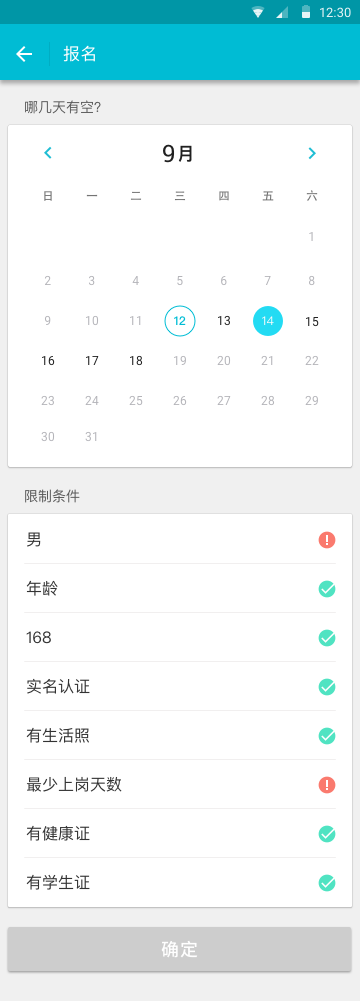 12:30
报名
哪几天有空?
9月
日 一 二 三 四 五 六
1
2 3 4 5 6 7 8
9 10 11 12 13 14 15
16 17 18 19 20 21 22
23 24 25 26 27 28 29
30 31
限制条件
男
年龄
168
实名认证
有生活照
最少上岗天数
有健康证
有学生证
确定